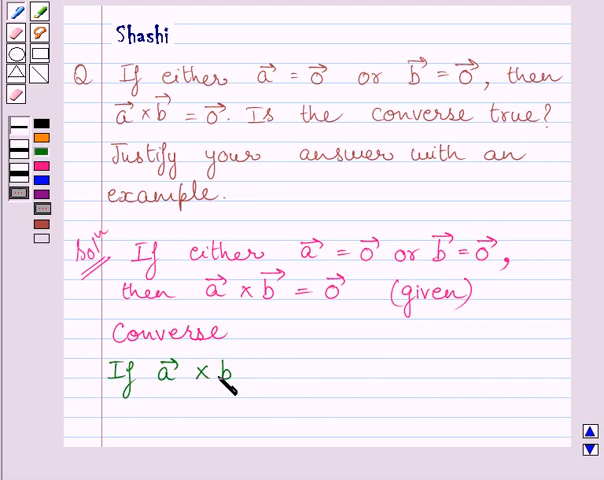 Shashi
Q If either a⃗ = 0⃗ or b⃗ = 0⃗, then
a⃗ × b⃗ = 0⃗. Is the converse true?
Justify your answer with an
example.
Solⁿ If either a⃗ = 0⃗ or b⃗ = 0⃗,
then a⃗ × b⃗ = 0⃗ (given)
Converse
If a⃗ × b